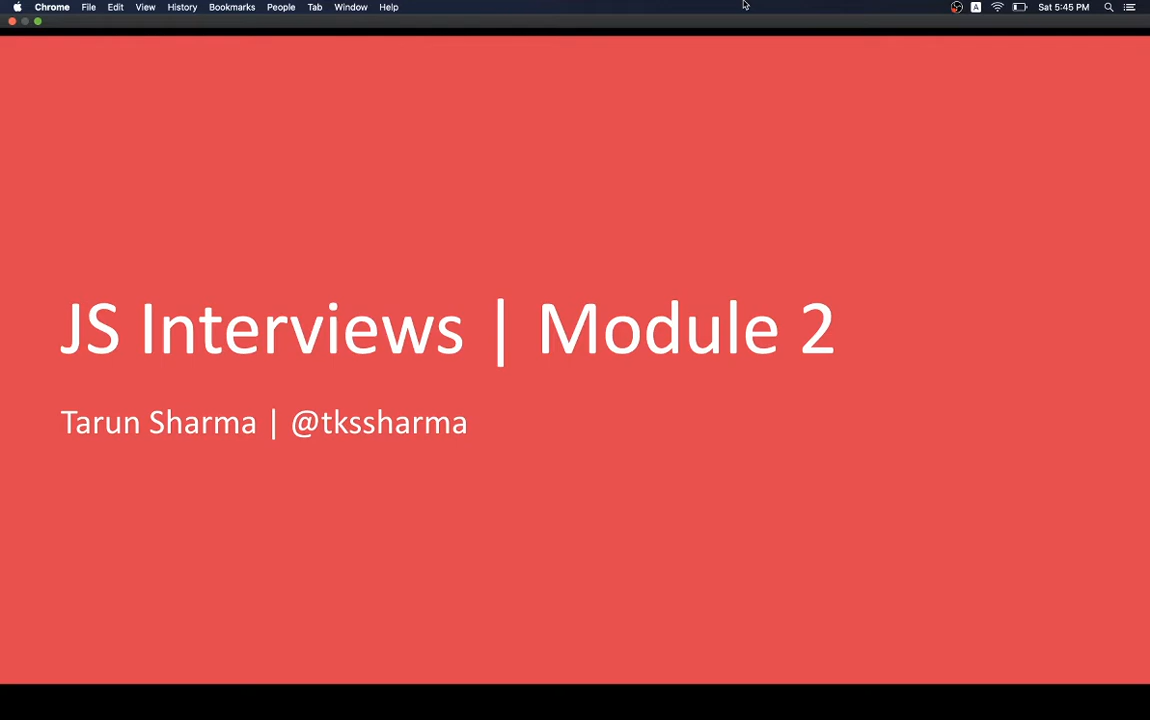 Chrome File Edit View History Bookmarks People Tab Window Help A Sat 5:45 PM
JS Interviews | Module 2
Tarun Sharma | @tkssharma